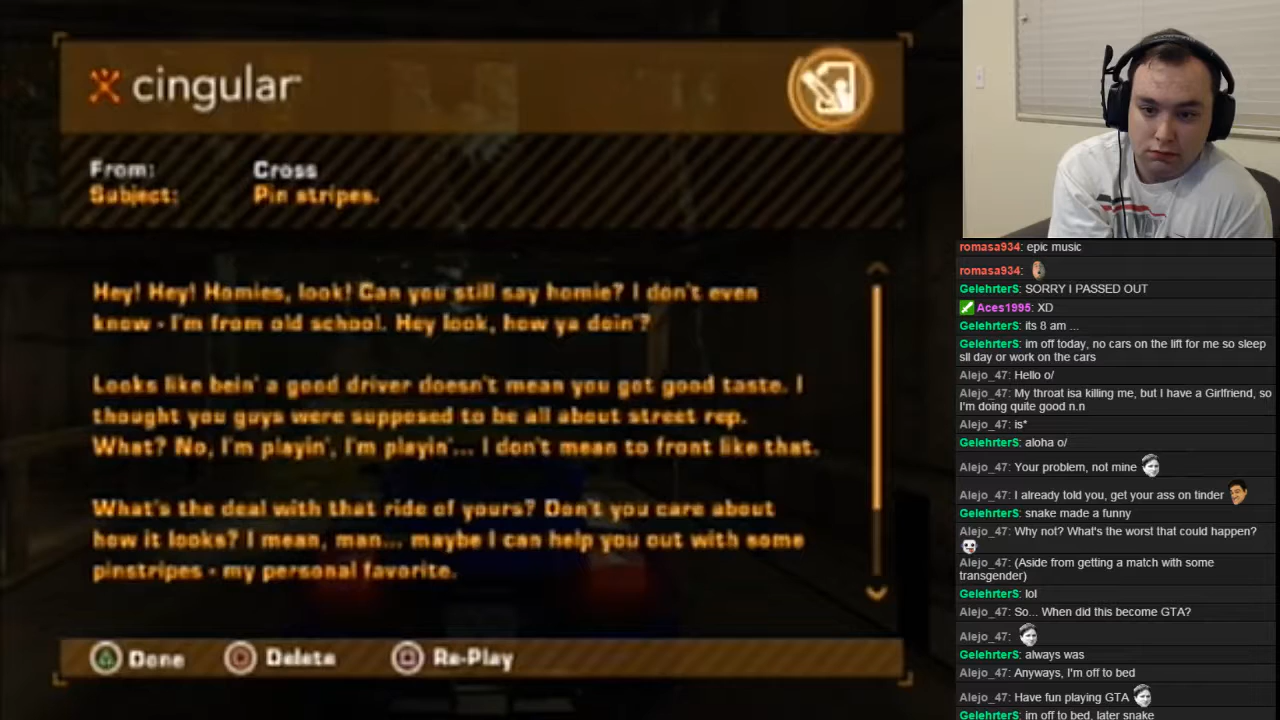 cingular
From: Cross
Subject: Pin stripes.
Hey! Hey! Homies, look! Can you still say homie? I don't even
know - I'm from old school. Hey look, how ya doin'?
Looks like bein' a good driver doesn't mean you got good taste. I
thought you guys were supposed to be all about street rep.
What? No, I'm playin', I'm playin'... I don't mean to front like that.
What's the deal with that ride of yours? Don't you care about
how it looks? I mean, man... maybe I can help you out with some
pinstripes - my personal favorite.
Done Delete Re-Play
romasa934: epic music
romasa934:
GelehrterS: SORRY I PASSED OUT
Aces1995: XD
GelehrterS: its 8 am ...
GelehrterS: im off today, no cars on the lift for me so sleep
sll day or work on the cars
Alejo_47: Hello o/
Alejo_47: My throat isa killing me, but I have a Girlfriend, so
I'm doing quite good n.n
Alejo_47: is*
GelehrterS: aloha o/
Alejo_47: Your problem, not mine
Alejo_47: I already told you, get your ass on tinder
GelehrterS: snake made a funny
Alejo_47: Why not? What's the worst that could happen?
Alejo_47: (Aside from getting a match with some
transgender)
GelehrterS: lol
Alejo_47: So... When did this become GTA?
Alejo_47:
GelehrterS: always was
Alejo_47: Anyways, I'm off to bed
Alejo_47: Have fun playing GTA
GelehrterS: im off to bed, later snake